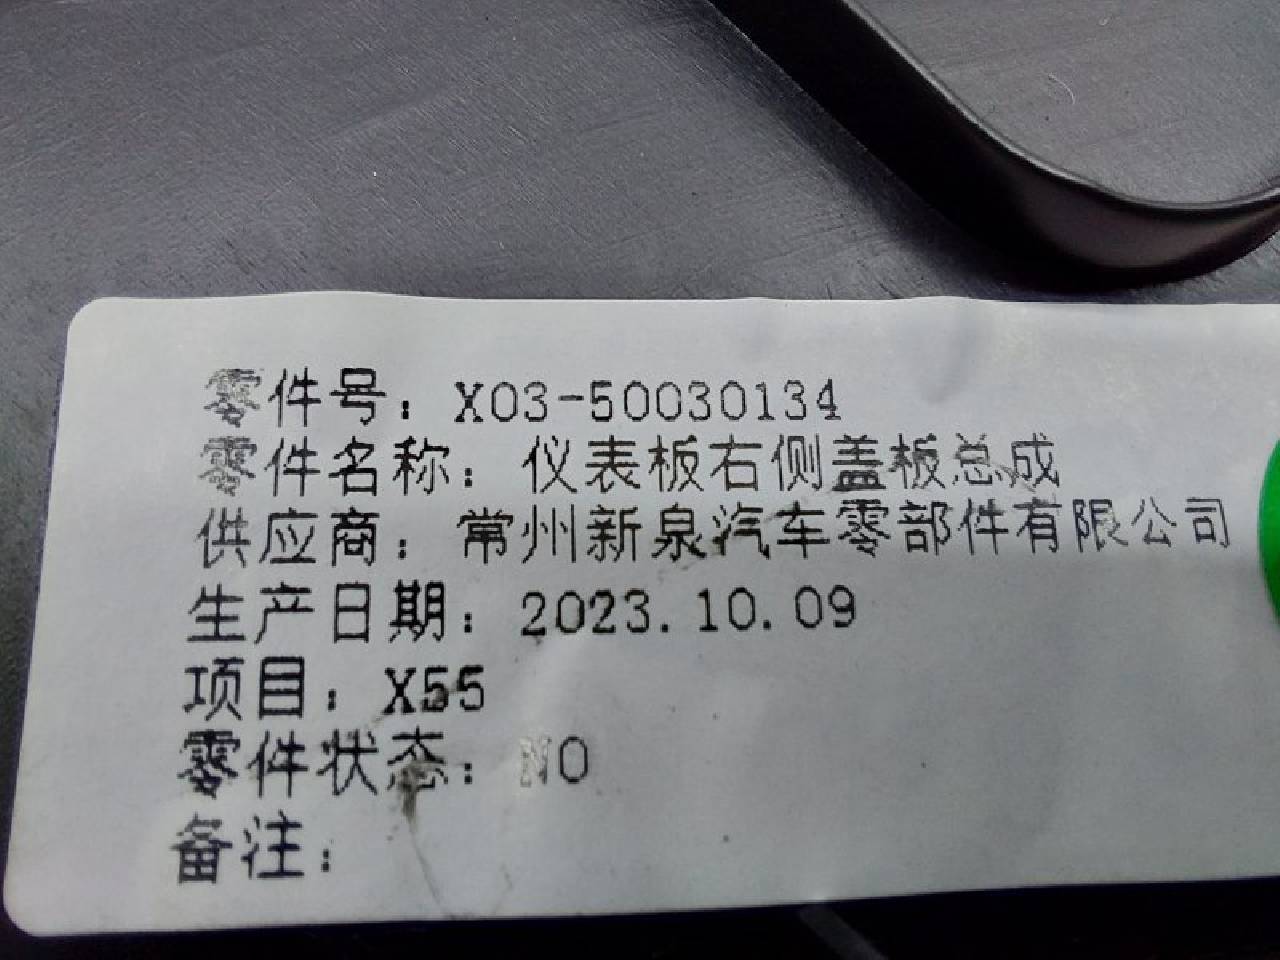 零件号：X03-50030134
零件名称：仪表板右侧盖板总成
供应商：常州新泉汽车零部件有限公司
生产日期：2023.10.09
项目：X55
零件状态：NO
备注：